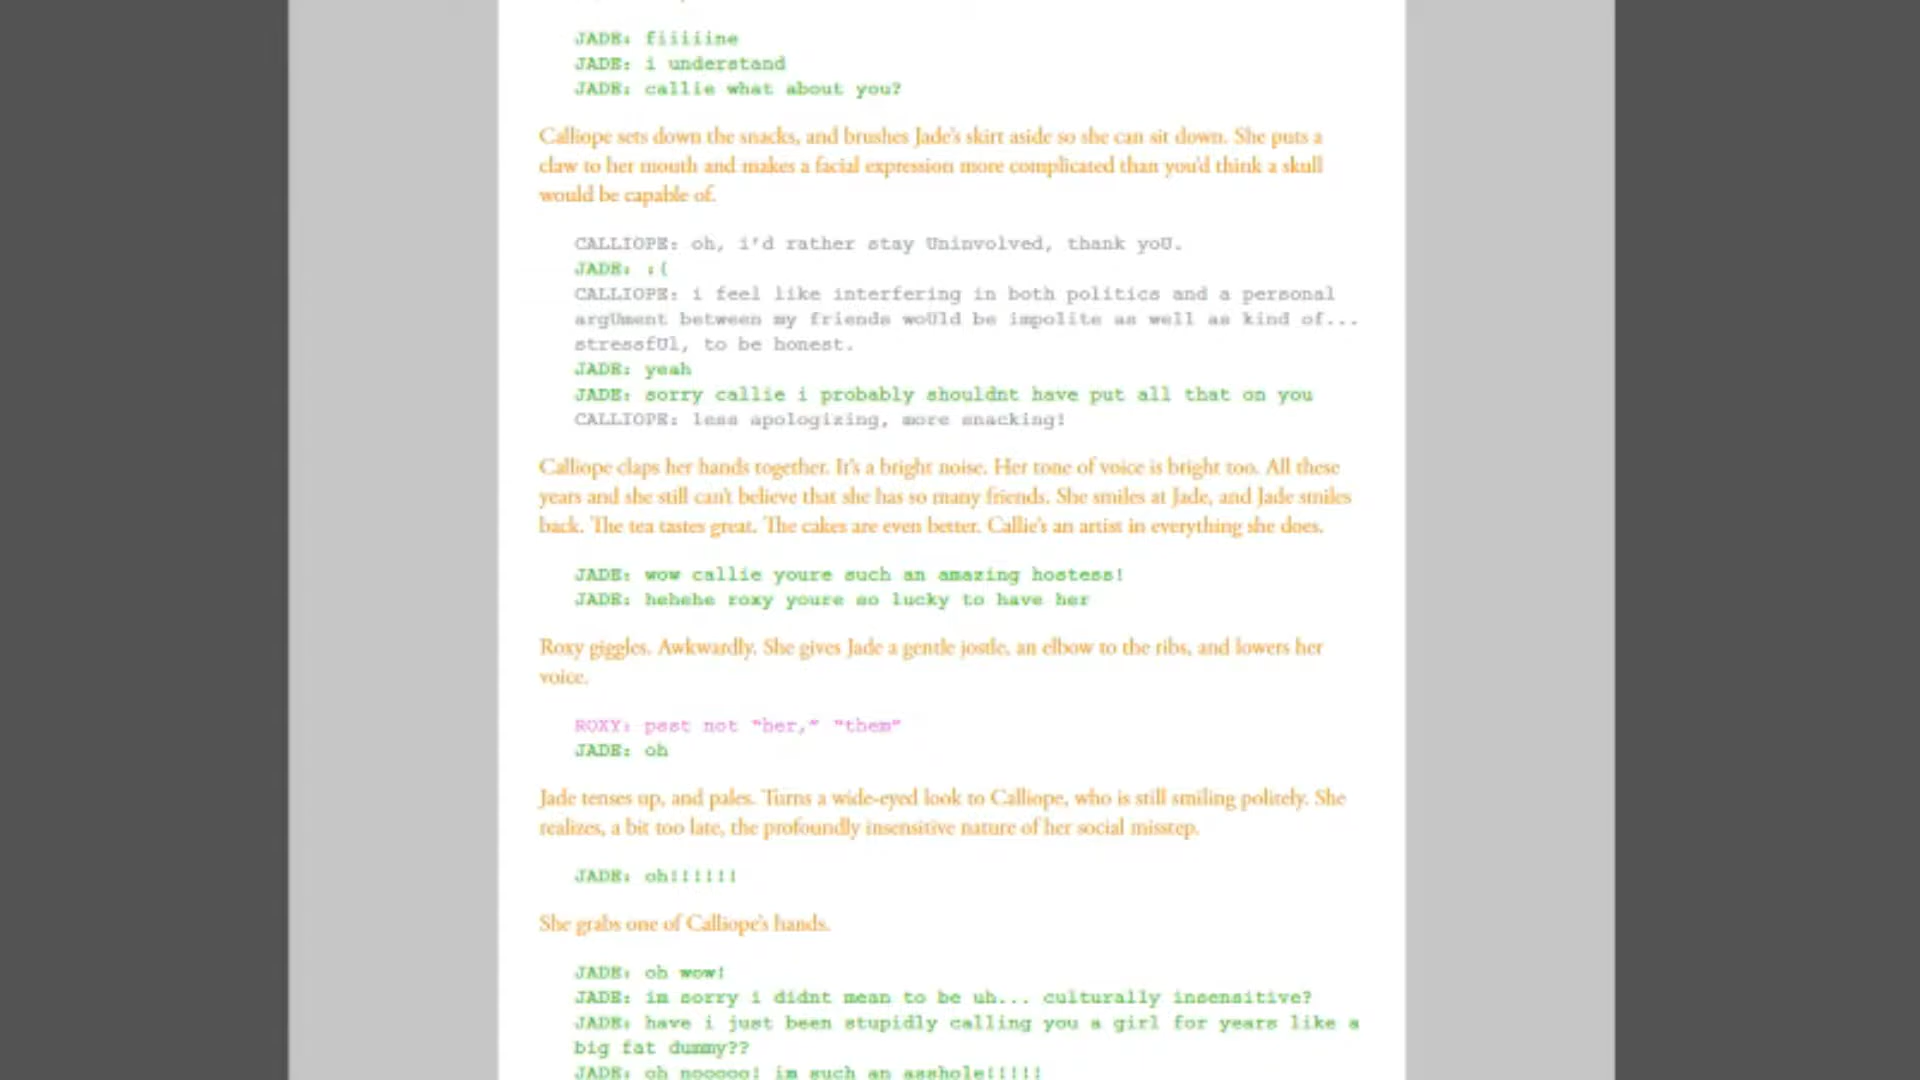 JADE: fiiiiine
JADE: i understand
JADE: callie what about you?
Calliope sets down the snacks, and brushes Jade's skirt aside so she can sit down. She puts a
claw to her mouth and makes a facial expression more complicated than you'd think a skull
would be capable of.
CALLIOPE: oh, i'd rather stay Uninvolved, thank yoU.
JADE: :(
CALLIOPE: i feel like interfering in both politics and a personal
argUment between my friends woUld be impolite as well as kind of...
stressfUl, to be honest.
JADE: yeah
JADE: sorry callie i probably shouldnt have put all that on you
CALLIOPE: less apologizing, more snacking!
Calliope claps her hands together. It's a bright noise. Her tone of voice is bright too. All these
years and she still can't believe that she has so many friends. She smiles at Jade, and Jade smiles
back. The tea tastes great. The cakes are even better. Callie's an artist in everything she does.
JADE: wow callie youre such an amazing hostess!
JADE: hehehe roxy youre so lucky to have her
Roxy giggles. Awkwardly. She gives Jade a gentle jostle, an elbow to the ribs, and lowers her
voice.
ROXY: psst not "her," "them"
JADE: oh
Jade tenses up, and pales. Turns a wide-eyed look to Calliope, who is still smiling politely. She
realizes, a bit too late, the profoundly insensitive nature of her social misstep.
JADE: oh!!!!!!
She grabs one of Calliope's hands.
JADE: oh wow!
JADE: im sorry i didnt mean to be uh... culturally insensitive?
JADE: have i just been stupidly calling you a girl for years like a
big fat dummy??
JADE: oh nooooo! im such an asshole!!!!!